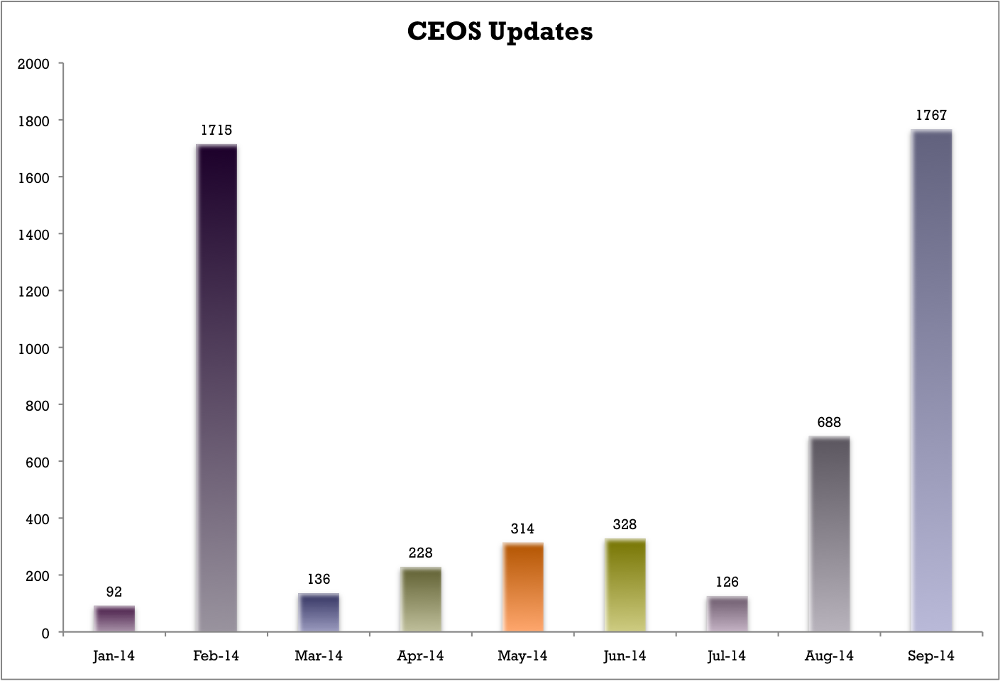 CEOS Updates
2000
1800
1600
1400
1200
1000
800
600
400
200
0
92
1715
136
228
314
328
126
688
1767
Jan-14
Feb-14
Mar-14
Apr-14
May-14
Jun-14
Jul-14
Aug-14
Sep-14